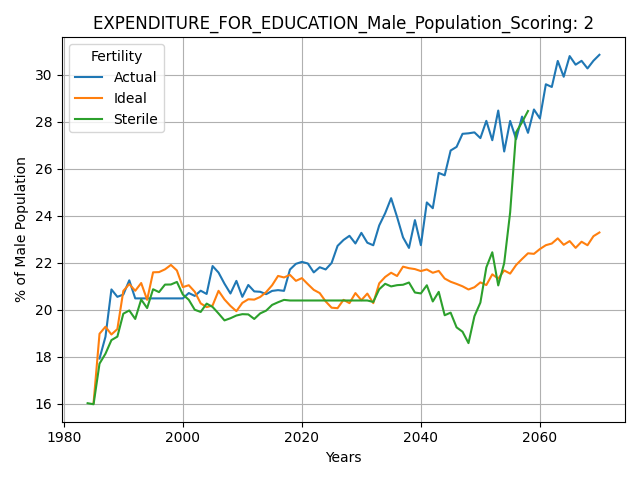 EXPENDITURE_FOR_EDUCATION_Male_Population_Scoring: 2
Fertility
Actual
Ideal
Sterile
% of Male Population
30
28
26
24
22
20
18
16
1980 2000 2020 2040 2060
Years